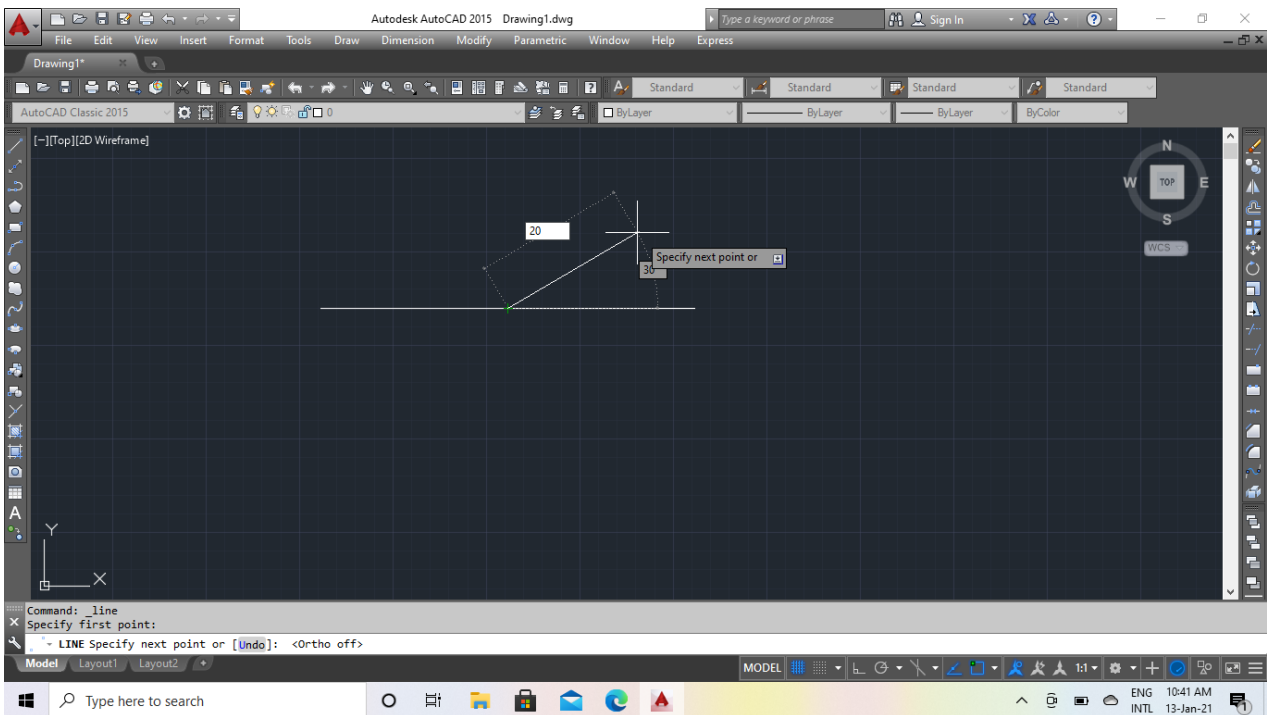 Autodesk AutoCAD 2015 Drawing1.dwg
Type a keyword or phrase
Sign In
File Edit View Insert Format Tools Draw Dimension Modify Parametric Window Help Express
Drawing1*
Standard Standard Standard Standard
AutoCAD Classic 2015 0 ByLayer ByLayer ByLayer ByColor
[−][Top][2D Wireframe]
N
W TOP E
S
WCS
20
Specify next point or
30
Y
X
Command: _line
Specify first point:
LINE Specify next point or [Undo]: <Ortho off>
Model Layout1 Layout2 +
MODEL 1:1
Type here to search
ENG 10:41 AM
INTL 13-Jan-21
1